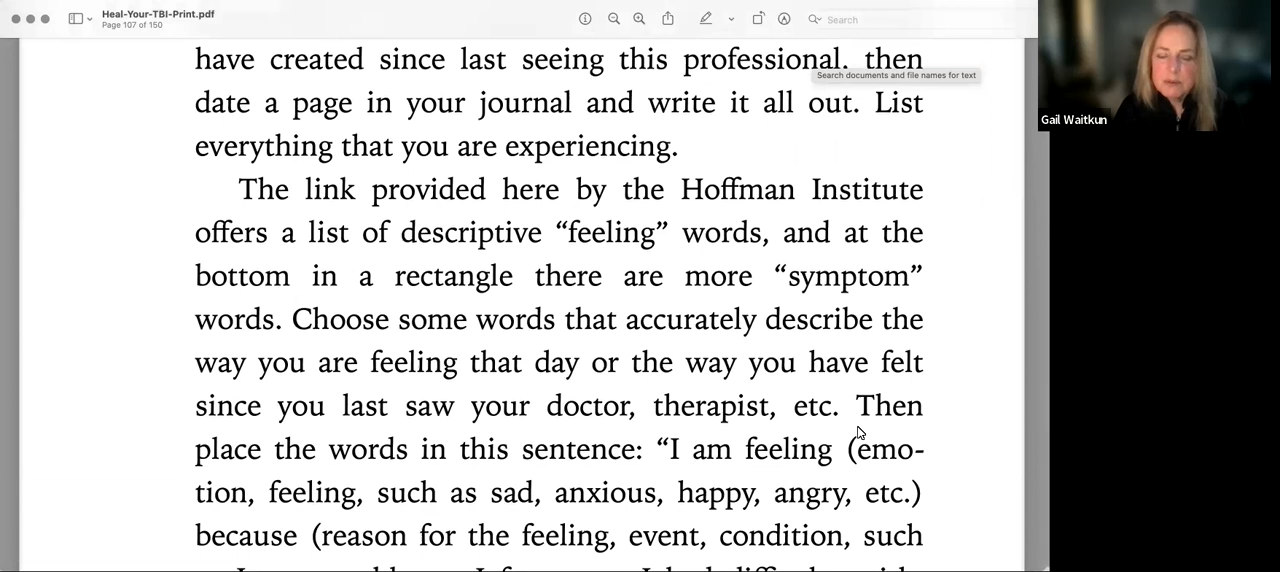 Heal-Your-TBI-Print.pdf
Page 107 of 150
Search
have created since last seeing this professional, then
Search documents and file names for text
date a page in your journal and write it all out. List
everything that you are experiencing.
The link provided here by the Hoffman Institute
offers a list of descriptive “feeling” words, and at the
bottom in a rectangle there are more “symptom”
words. Choose some words that accurately describe the
way you are feeling that day or the way you have felt
since you last saw your doctor, therapist, etc. Then
place the words in this sentence: “I am feeling (emo-
tion, feeling, such as sad, anxious, happy, angry, etc.)
because (reason for the feeling, event, condition, such
Gail Waitkun